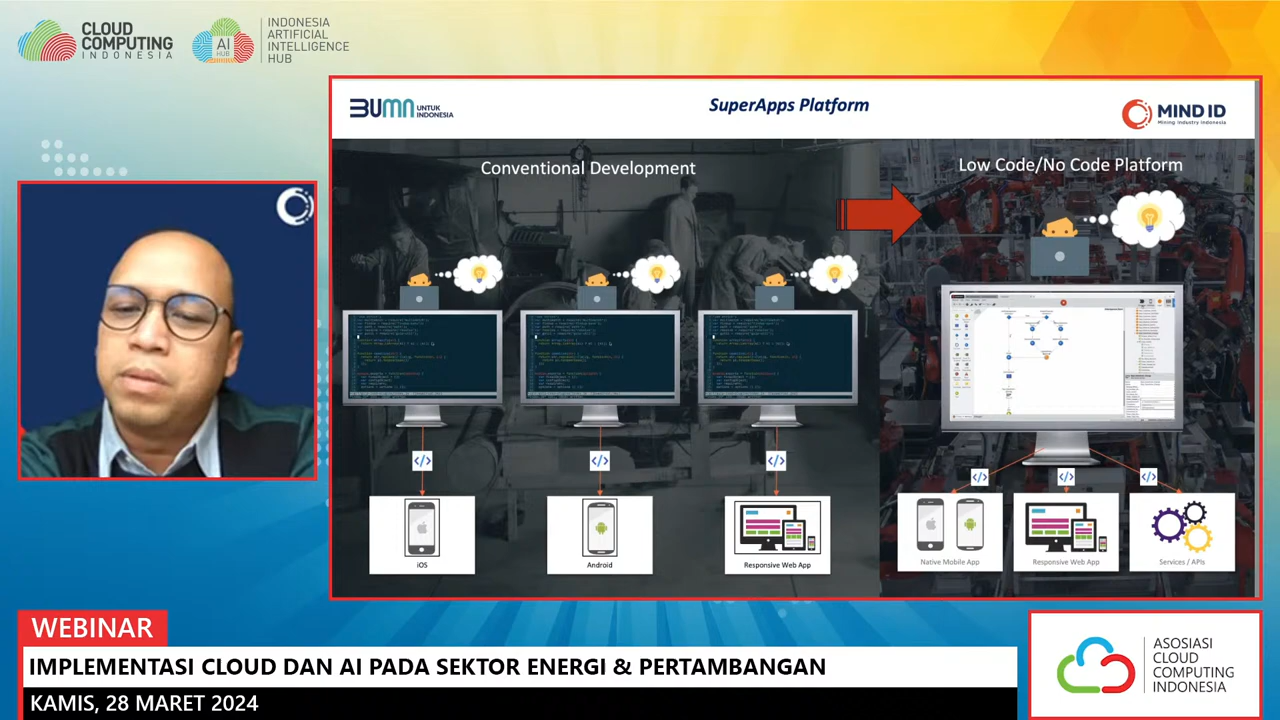 CLOUD
COMPUTING
INDONESIA
AI
HUB
INDONESIA
ARTIFICIAL
INTELLIGENCE
HUB
BUMN
UNTUK
INDONESIA
SuperApps Platform
MIND ID
Mining Industry Indonesia
Conventional Development
Low Code/No Code Platform
</>
</>
</>
</>
</>
</>
iOS
Android
Responsive Web App
Native Mobile App
Responsive Web App
Services / APIs
WEBINAR
IMPLEMENTASI CLOUD DAN AI PADA SEKTOR ENERGI & PERTAMBANGAN
KAMIS, 28 MARET 2024
ASOSIASI
CLOUD
COMPUTING
INDONESIA